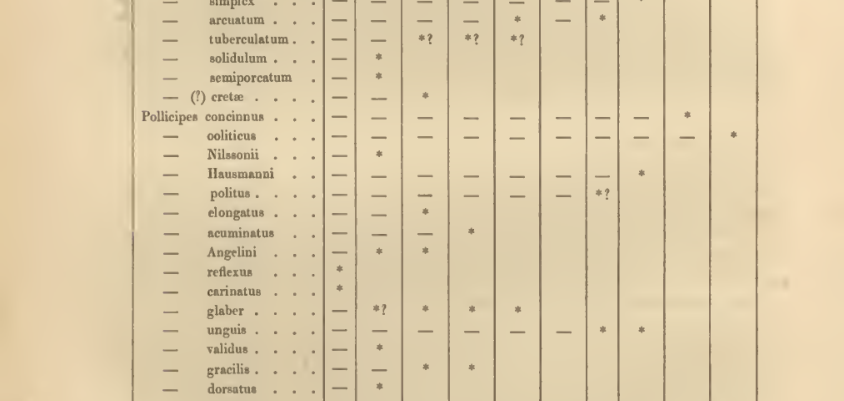 simplex . . . — — — — — — — *
— arcuatum . . . — — — — * — *
— tuberculatum . . — — *? *? *?
— solidulum . . . — *
— semiporcatum . — *
— (?) cretæ . . . . — — *
Pollicipes concinnus . . . — — — — — — — — *
— ooliticus . . . — — — — — — — — — *
— Nilssonii . . . — *
— Hausmanni . . . — — — — — — — *
— politus . . . . — — — — — — *?
— elongatus . . . — — *
— acuminatus . . — — — *
— Angelini . . . — * *
— reflexus . . . *
— carinatus . . . *
— glaber . . . . — *? * * *
— unguis . . . . — — — — — — * *
— validus . . . . — *
— gracilis . . . . — — * *
— dorsatus . . . — *